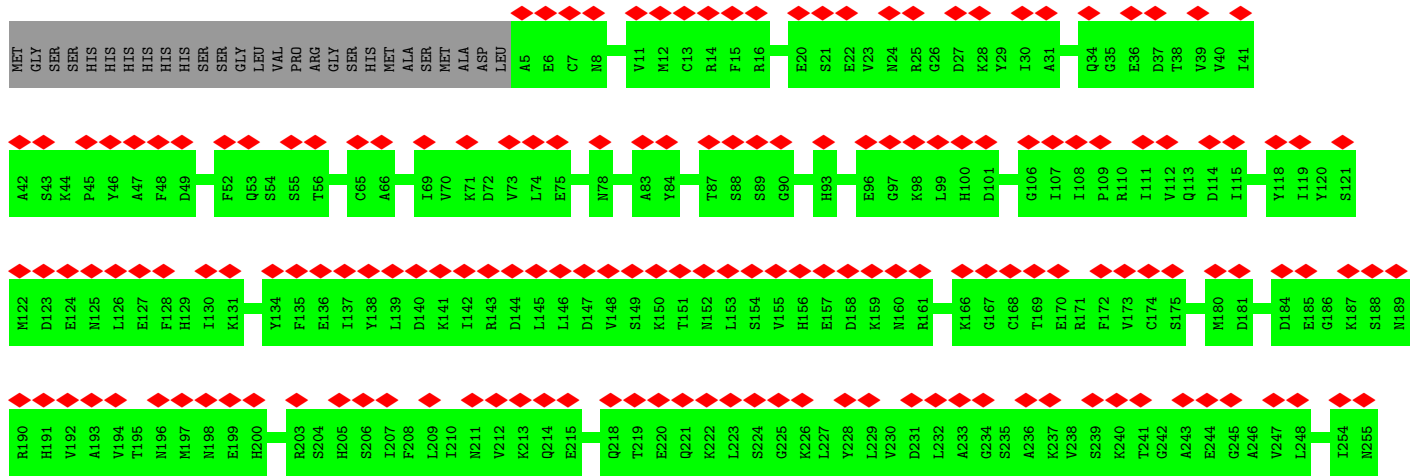 MET GLY SER SER HIS HIS HIS HIS HIS HIS SER SER GLY LEU VAL PRO ARG GLY SER HIS MET ALA SER MET ALA ASP LEU A5 E6 C7 N8 V11 M12 C13 R14 F15 R16 E20 S21 E22 V23 N24 R25 G26 D27 K28 Y29 I30 A31 Q34 G35 E36 D37 T38 V39 V40 I41
A42 S43 K44 P45 Y46 A47 F48 D49 F52 Q53 S54 S55 T56 C65 A66 I69 V70 K71 D72 V73 L74 E75 N78 A83 Y84 T87 S88 S89 G90 H93 E96 G97 K98 L99 H100 D101 G106 I107 I108 P109 R110 I111 V112 Q113 D114 I115 Y118 I119 Y120 S121
M122 D123 E124 N125 L126 E127 F128 H129 I130 K131 Y134 F135 E136 I137 Y138 L139 D140 K141 I142 R143 D144 L145 L146 D147 V148 S149 K150 T151 N152 L153 S154 V155 H156 E157 D158 K159 N160 R161 K166 G167 C168 T169 E170 R171 F172 V173 C174 S175 M180 D181 D184 E185 G186 K187 S188 N189
R190 H191 V192 A193 V194 T195 N196 M197 N198 E199 H200 R203 S204 H205 S206 I207 F208 L209 I210 N211 V212 K213 Q214 E215 Q218 T219 E220 Q221 K222 L223 S224 G225 K226 L227 Y228 L229 V230 D231 L232 A233 G234 S235 A236 K237 V238 S239 K240 T241 G242 A243 E244 G245 A246 V247 L248 I254 N255